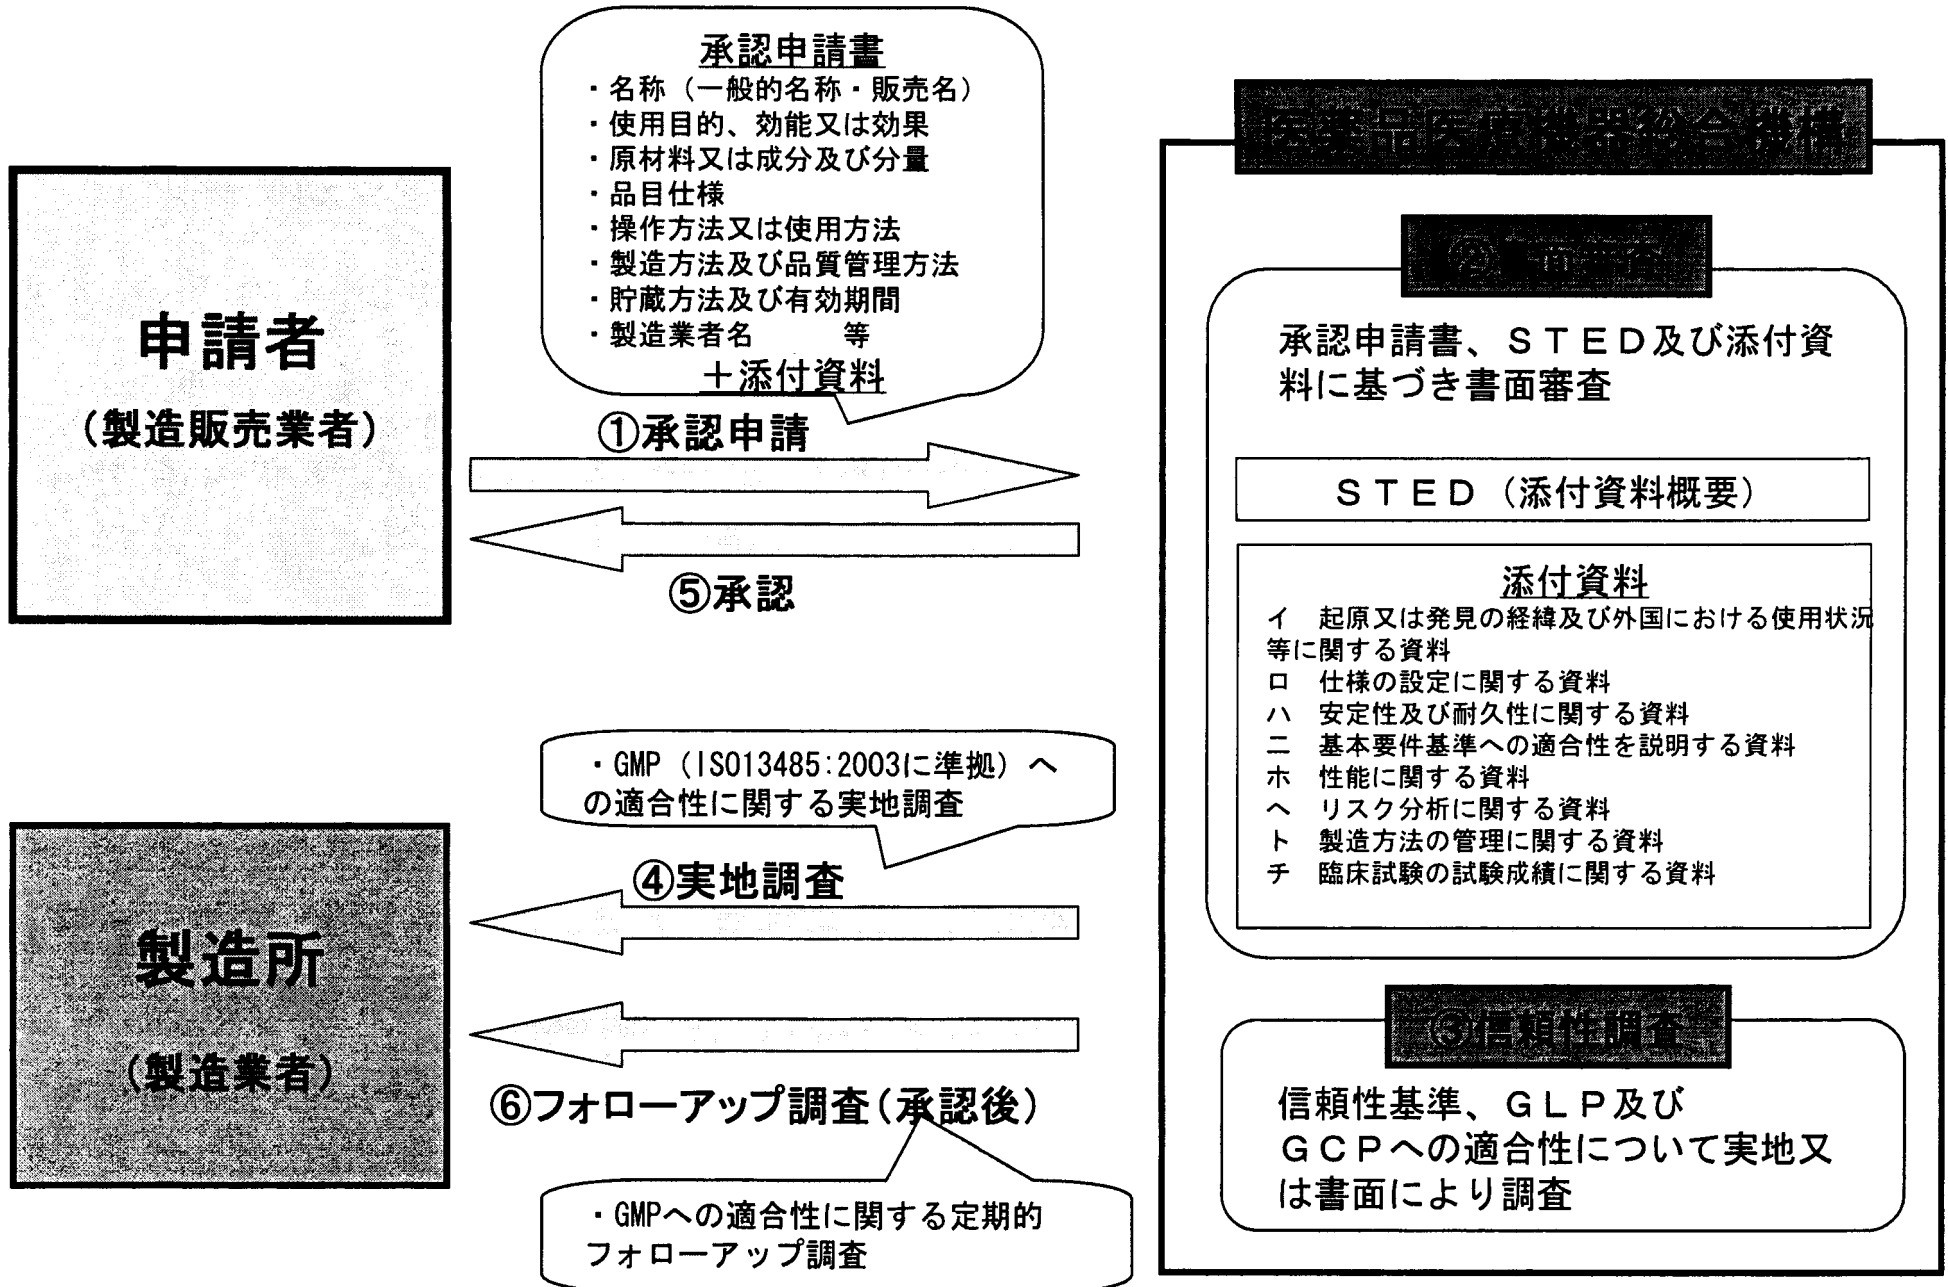 承認申請書
・名称（一般的名称・販売名）
・使用目的、効能又は効果
・原材料又は成分及び分量
・品目仕様
・操作方法又は使用方法
・製造方法及び品質管理方法
・貯蔵方法及び有効期間
・製造業者名　　　等
＋添付資料
申請者
（製造販売業者）
①承認申請
⑤承認
医薬品医療機器総合機構
②書面審査
承認申請書、ＳＴＥＤ及び添付資
料に基づき書面審査
ＳＴＥＤ（添付資料概要）
添付資料
イ　起原又は発見の経緯及び外国における使用状況
等に関する資料
ロ　仕様の設定に関する資料
ハ　安定性及び耐久性に関する資料
ニ　基本要件基準への適合性を説明する資料
ホ　性能に関する資料
ヘ　リスク分析に関する資料
ト　製造方法の管理に関する資料
チ　臨床試験の試験成績に関する資料
・GMP（ISO13485:2003に準拠）へ
の適合性に関する実地調査
④実地調査
製造所
（製造業者）
⑥フォローアップ調査（承認後）
・GMPへの適合性に関する定期的
フォローアップ調査
③信頼性調査
信頼性基準、ＧＬＰ及び
ＧＣＰへの適合性について実地又
は書面により調査